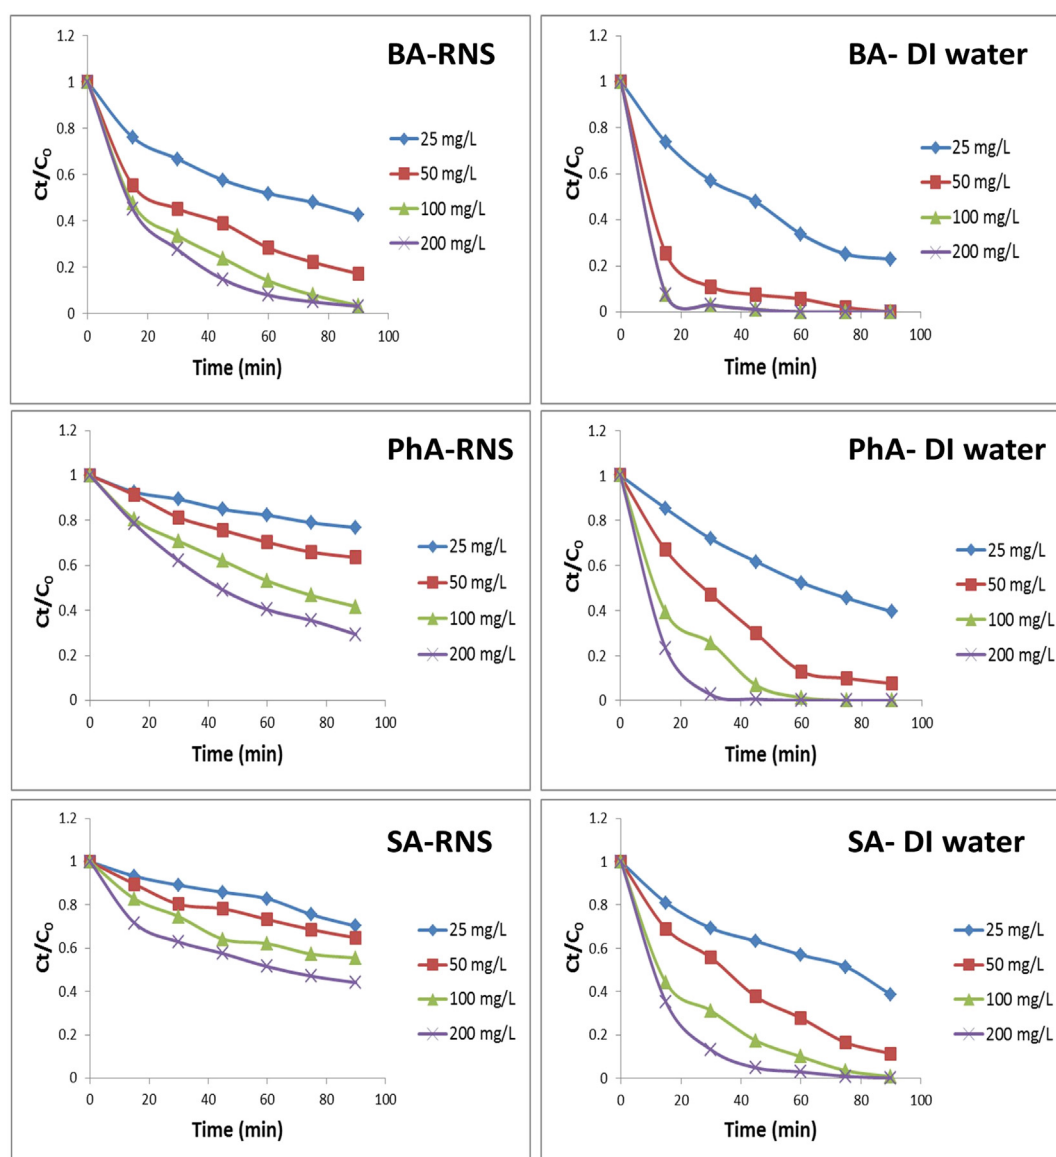 BA-RNS
Ct/C₀
1.2
1
0.8
0.6
0.4
0.2
0
0 20 40 60 80 100
Time (min)
25 mg/L
50 mg/L
100 mg/L
200 mg/L
BA- DI water
Ct/C₀
1.2
1
0.8
0.6
0.4
0.2
0
0 20 40 60 80 100
Time (min)
25 mg/L
50 mg/L
100 mg/L
200 mg/L
PhA-RNS
Ct/C₀
1.2
1
0.8
0.6
0.4
0.2
0
0 20 40 60 80 100
Time (min)
25 mg/L
50 mg/L
100 mg/L
200 mg/L
PhA- DI water
Ct/C₀
1.2
1
0.8
0.6
0.4
0.2
0
0 20 40 60 80 100
Time (min)
25 mg/L
50 mg/L
100 mg/L
200 mg/L
SA-RNS
Ct/C₀
1.2
1
0.8
0.6
0.4
0.2
0
0 20 40 60 80 100
Time (min)
25 mg/L
50 mg/L
100 mg/L
200 mg/L
SA- DI water
Ct/C₀
1.2
1
0.8
0.6
0.4
0.2
0
0 20 40 60 80 100
Time (min)
25 mg/L
50 mg/L
100 mg/L
200 mg/L